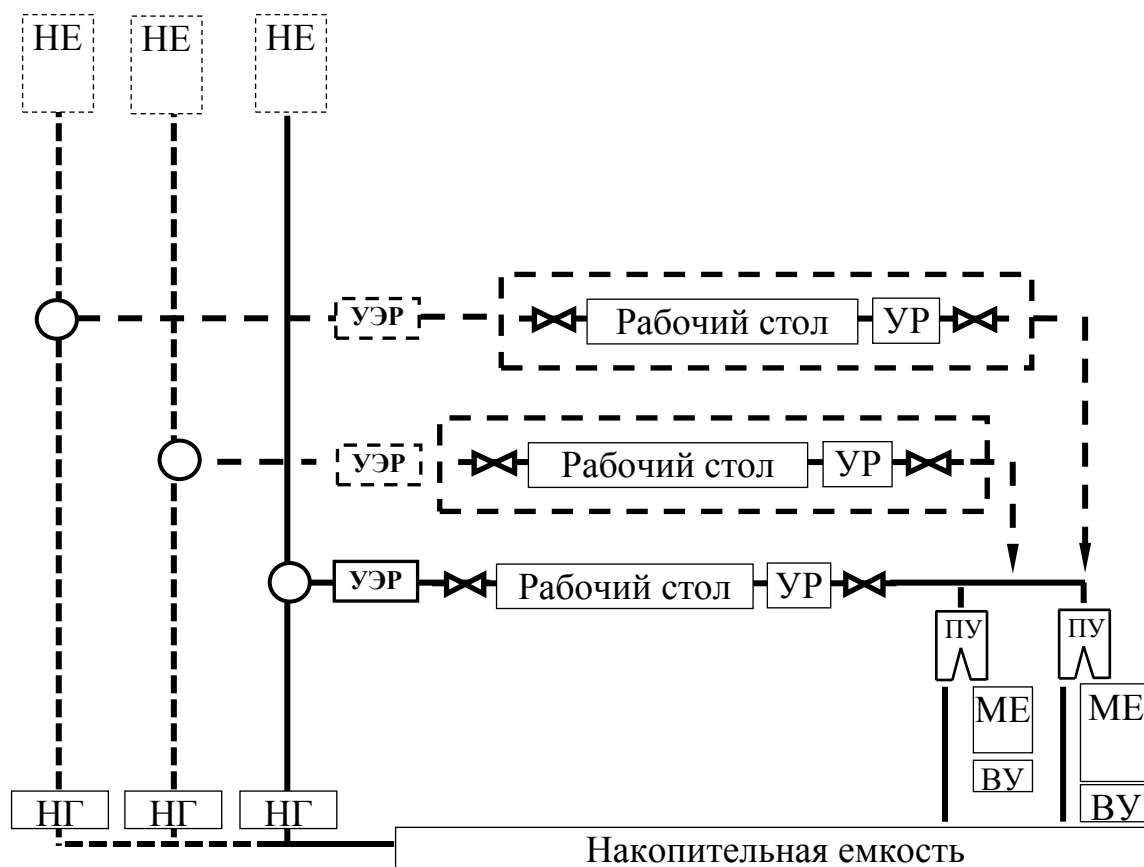 НЕ
НЕ
НЕ
УЭР
Рабочий стол
УР
УЭР
Рабочий стол
УР
УЭР
Рабочий стол
УР
ПУ
ПУ
МЕ
МЕ
ВУ
ВУ
НГ
НГ
НГ
Накопительная емкость